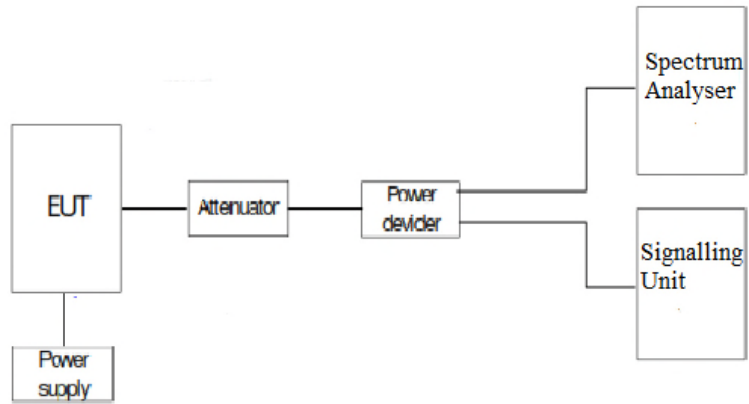 Spectrum
Analyser
EUT
Attenuator
Power
devider
Signalling
Unit
Power
supply